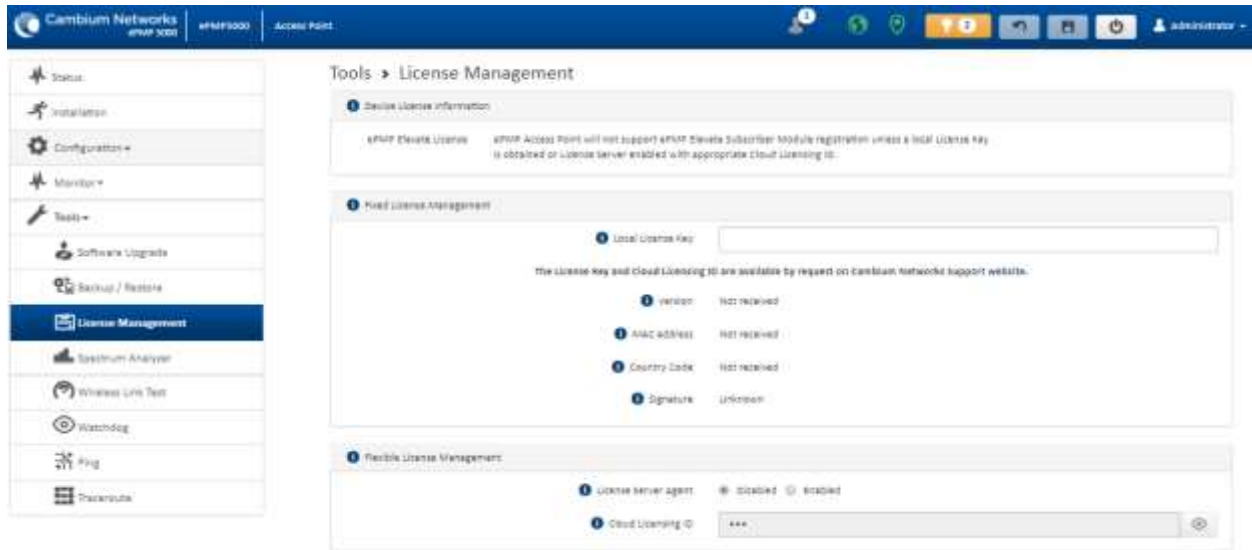 Cambium Networks
ePMP 5000
ePMP5000
Access Point
administrator
Status
Installation
Configuration
Monitor
Tools
Software Upgrade
Backup / Restore
License Management
Spectrum Analyzer
Wireless Link Test
Watchdog
Ping
Traceroute
Tools > License Management
Device License Information
ePMP Elevate License
ePMP Access Point will not support ePMP Elevate Subscriber Module registration unless a local License Key
is obtained or License Server enabled with appropriate Cloud Licensing ID.
Fixed License Management
Local License Key
The License Key and Cloud Licensing ID are available by request on Cambium Networks Support website.
Version Not received
MAC Address Not received
Country Code Not received
Signature Unknown
Flexible License Management
License Server Agent Disabled Enabled
Cloud Licensing ID •••